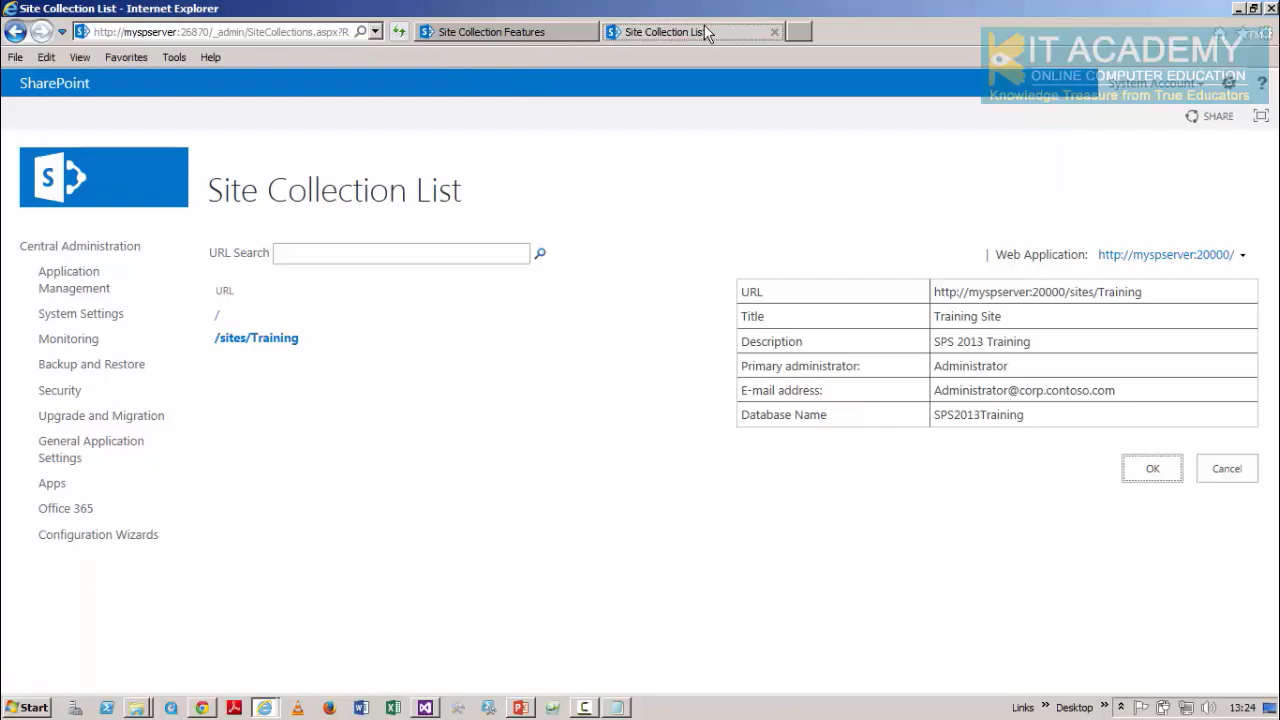 Site Collection List - Internet Explorer
http://myspserver:26870/_admin/SiteCollections.aspx?R
Site Collection Features
Site Collection List
File Edit View Favorites Tools Help
KIT ACADEMY
ONLINE COMPUTER EDUCATION
Knowledge Treasure from True Educators
SharePoint
System Account
?
SHARE
S
Site Collection List
Central Administration
Application
Management
System Settings
Monitoring
Backup and Restore
Security
Upgrade and Migration
General Application
Settings
Apps
Office 365
Configuration Wizards
URL Search
URL
/
/sites/Training
| Web Application: http://myspserver:20000/
URL http://myspserver:20000/sites/Training
Title Training Site
Description SPS 2013 Training
Primary administrator: Administrator
E-mail address: Administrator@corp.contoso.com
Database Name SPS2013Training
OK Cancel
Start
Links » Desktop » 13:24